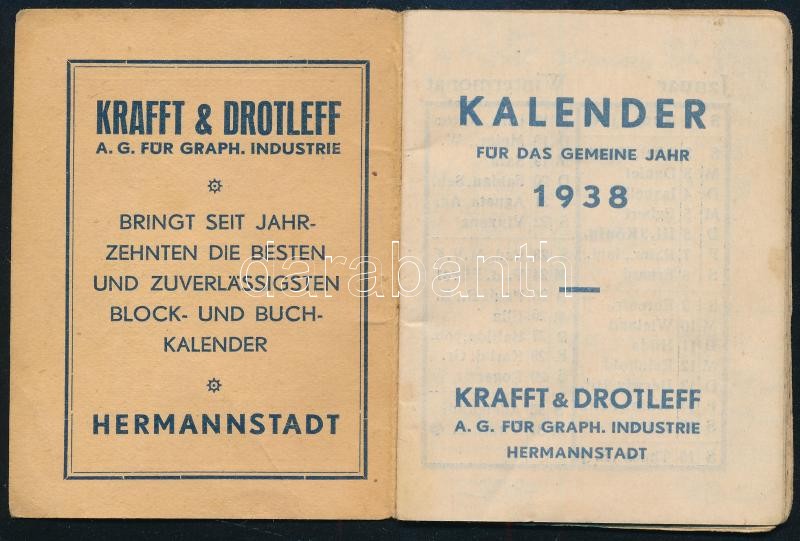 KRAFFT & DROTLEFF
A. G. FÜR GRAPH. INDUSTRIE
BRINGT SEIT JAHR-
ZEHNTEN DIE BESTEN
UND ZUVERLÄSSIGSTEN
BLOCK- UND BUCH-
KALENDER
HERMANNSTADT
KALENDER
FÜR DAS GEMEINE JAHR
1938
KRAFFT & DROTLEFF
A. G. FÜR GRAPH. INDUSTRIE
HERMANNSTADT
darabanth